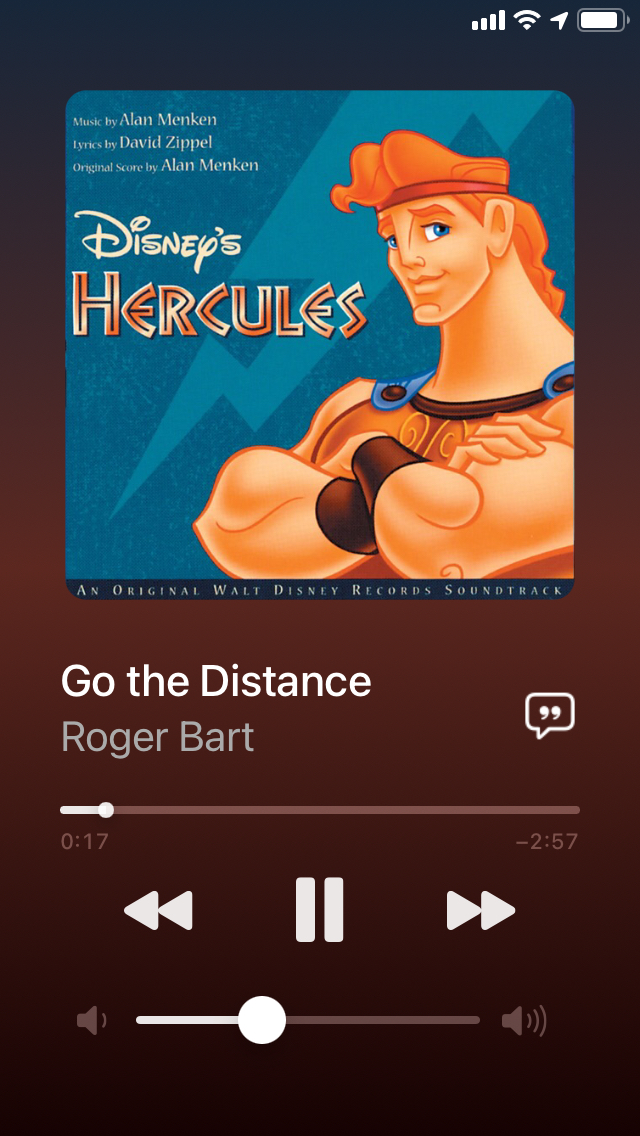 Music by Alan Menken
Lyrics by David Zippel
Original Score by Alan Menken
DISNEY'S
HERCULES
AN ORIGINAL WALT DISNEY RECORDS SOUNDTRACK
Go the Distance
Roger Bart
0:17 −2:57